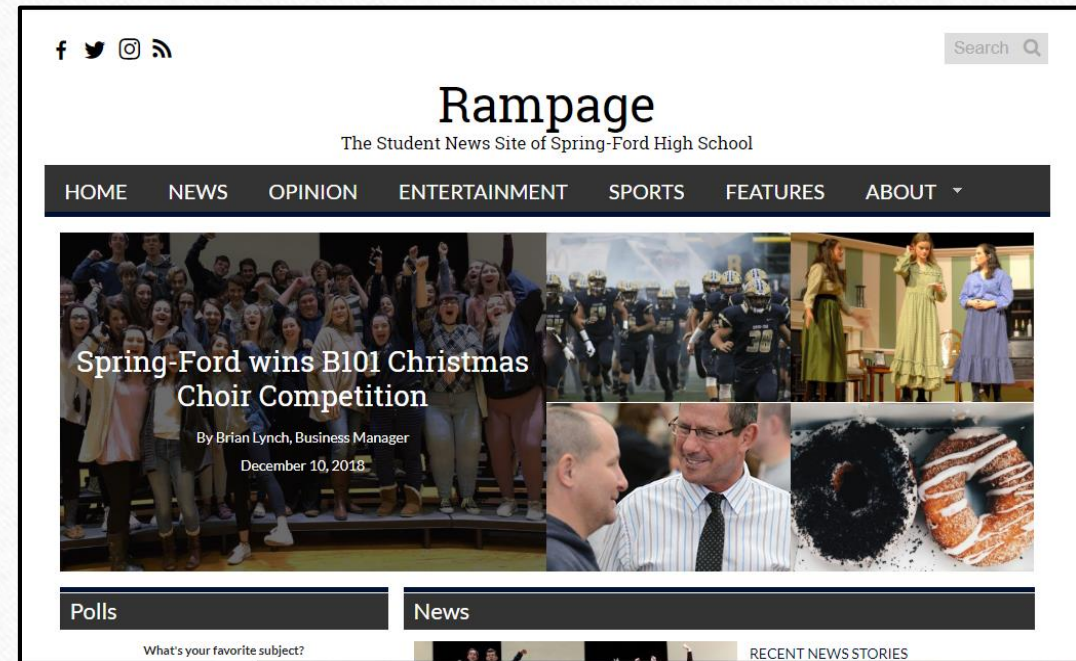 Search
Rampage
The Student News Site of Spring-Ford High School
HOME NEWS OPINION ENTERTAINMENT SPORTS FEATURES ABOUT
Spring-Ford wins B101 Christmas
Choir Competition
By Brian Lynch, Business Manager
December 10, 2018
30
Polls
News
What's your favorite subject?
RECENT NEWS STORIES